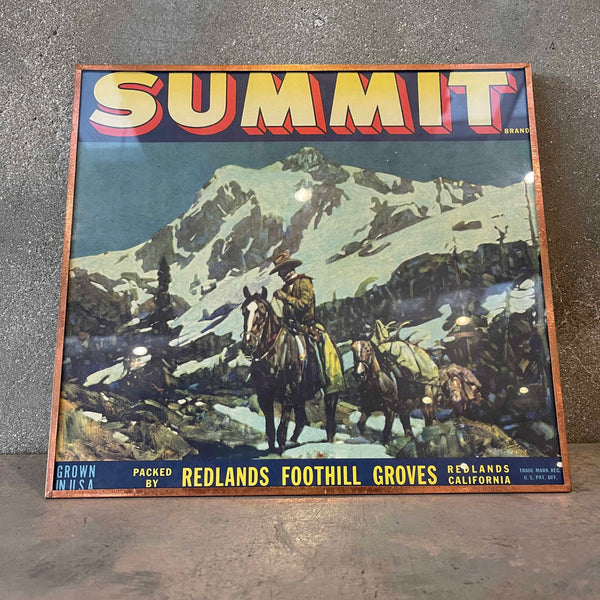 SUMMIT
BRAND
GROWN
IN U.S.A.
PACKED
BY
REDLANDS FOOTHILL GROVES
REDLANDS
CALIFORNIA
TRADE MARK REG.
U.S. PAT. OFF.